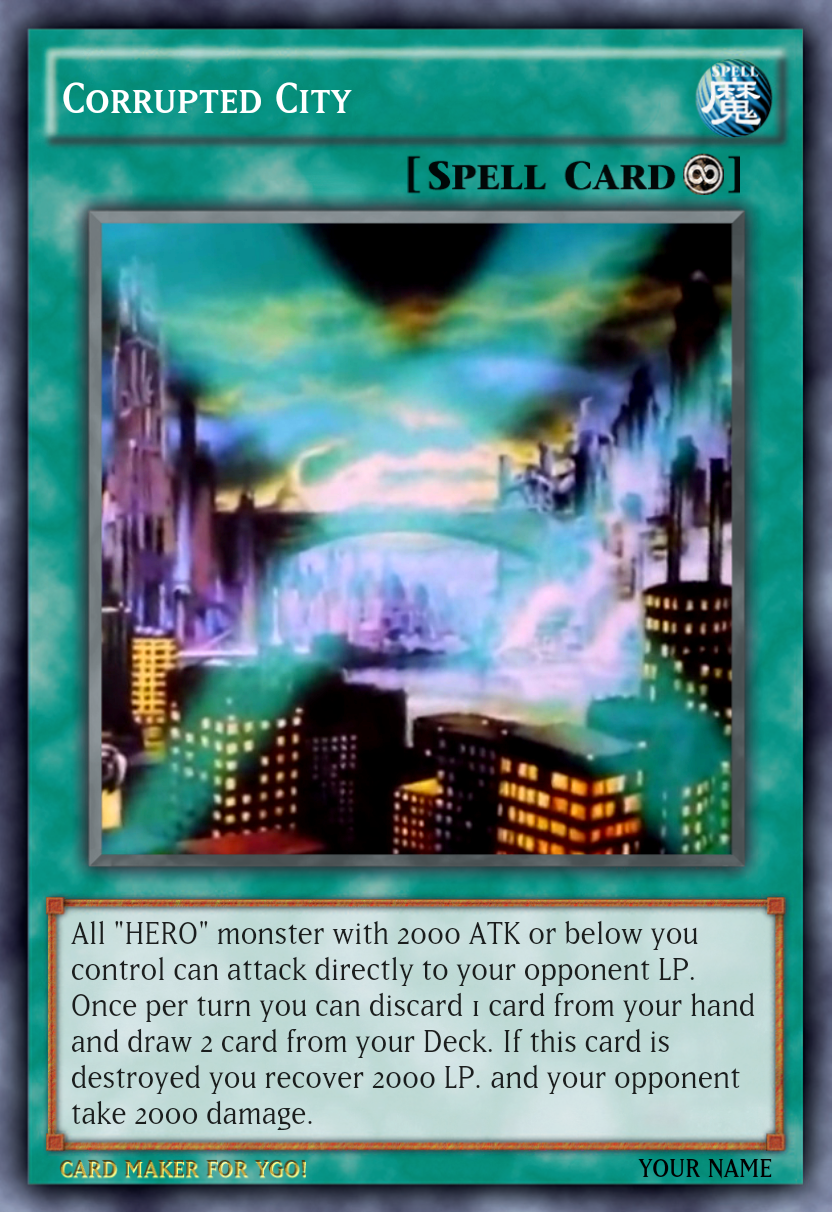 Corrupted City
SPELL
魔
[Spell Card]
All "HERO" monster with 2000 ATK or below you
control can attack directly to your opponent LP.
Once per turn you can discard 1 card from your hand
and draw 2 card from your Deck. If this card is
destroyed you recover 2000 LP. and your opponent
take 2000 damage.
CARD MAKER FOR YGO!
YOUR NAME